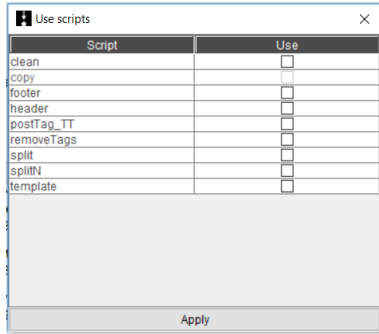 Use scripts
Script Use
clean
copy
footer
header
postTag_TT
removeTags
split
splitN
template
Apply